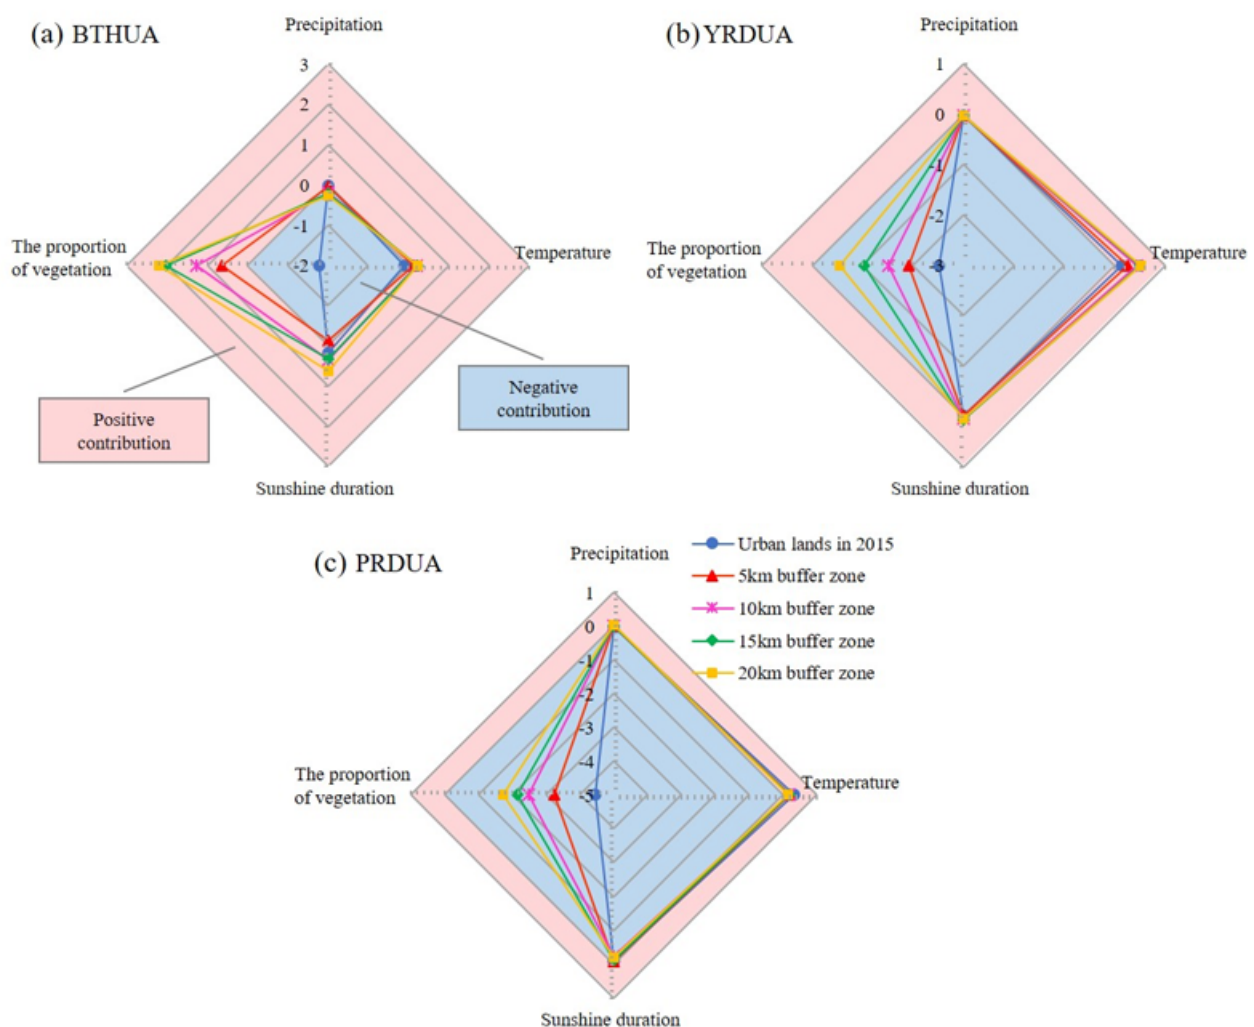 (a) BTHUA
Precipitation
3
2
1
0
-1
-2
The proportion
of vegetation
Temperature
Sunshine duration
Positive
contribution
Negative
contribution
(b) YRDUA
Precipitation
1
0
-1
-2
-3
The proportion
of vegetation
Temperature
Sunshine duration
(c) PRDUA
Precipitation
1
0
-1
-2
-3
-4
-5
The proportion
of vegetation
Temperature
Sunshine duration
Urban lands in 2015
5km buffer zone
10km buffer zone
15km buffer zone
20km buffer zone